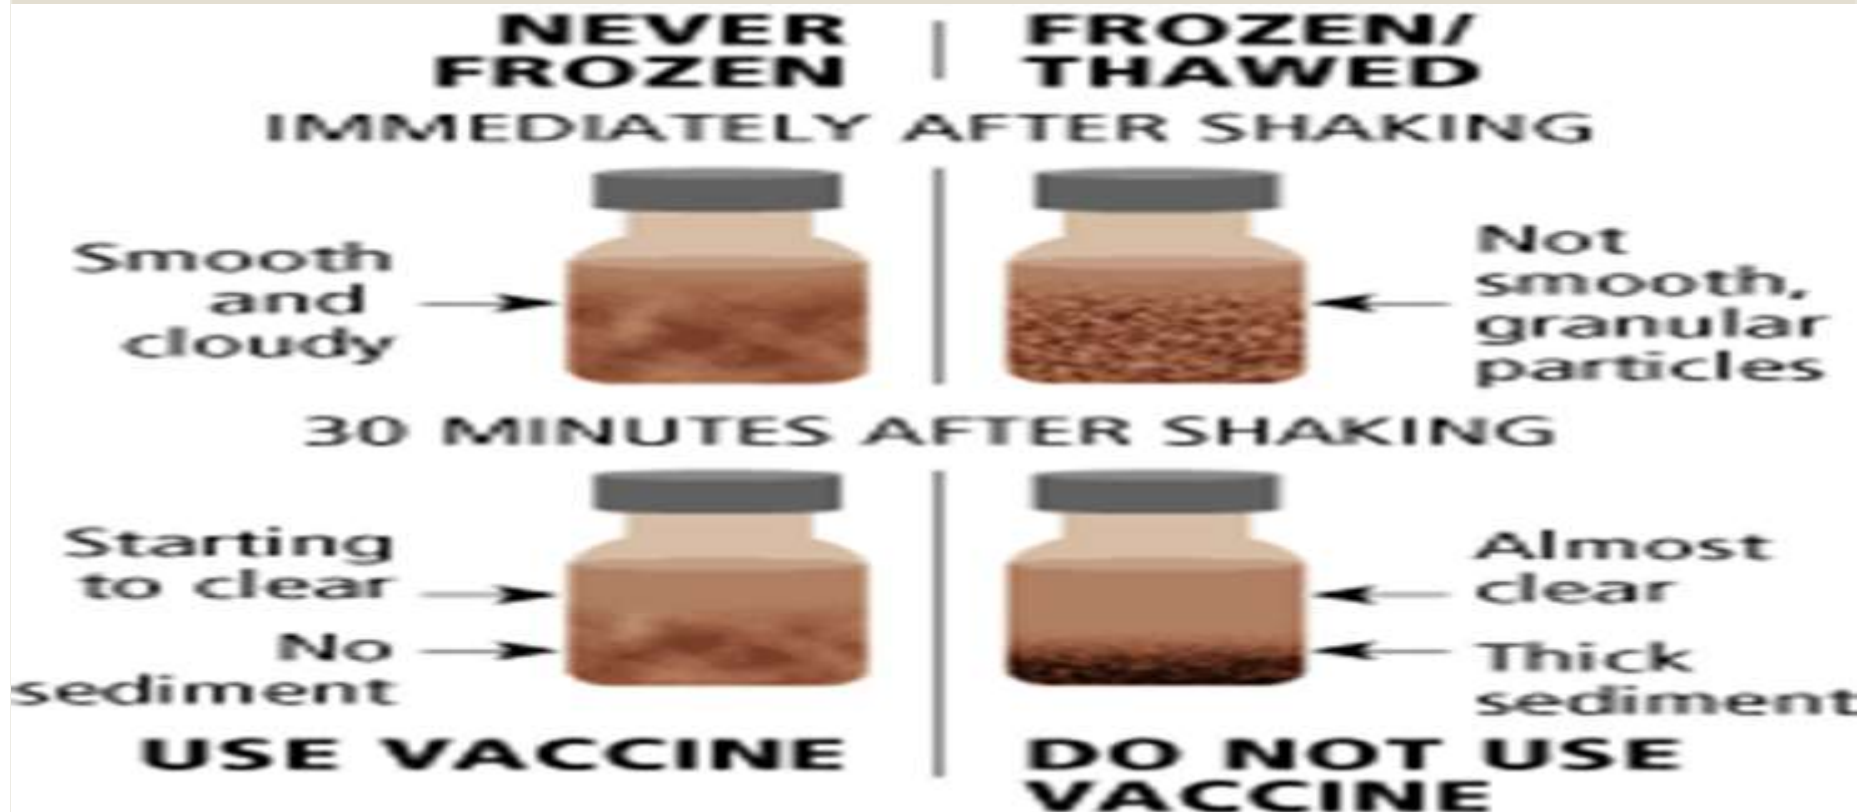 NEVER
FROZEN
FROZEN/
THAWED
IMMEDIATELY AFTER SHAKING
Smooth
and
cloudy
Not
smooth,
granular
particles
30 MINUTES AFTER SHAKING
Starting
to clear
No
sediment
Almost
clear
Thick
sediment
USE VACCINE
DO NOT USE
VACCINE